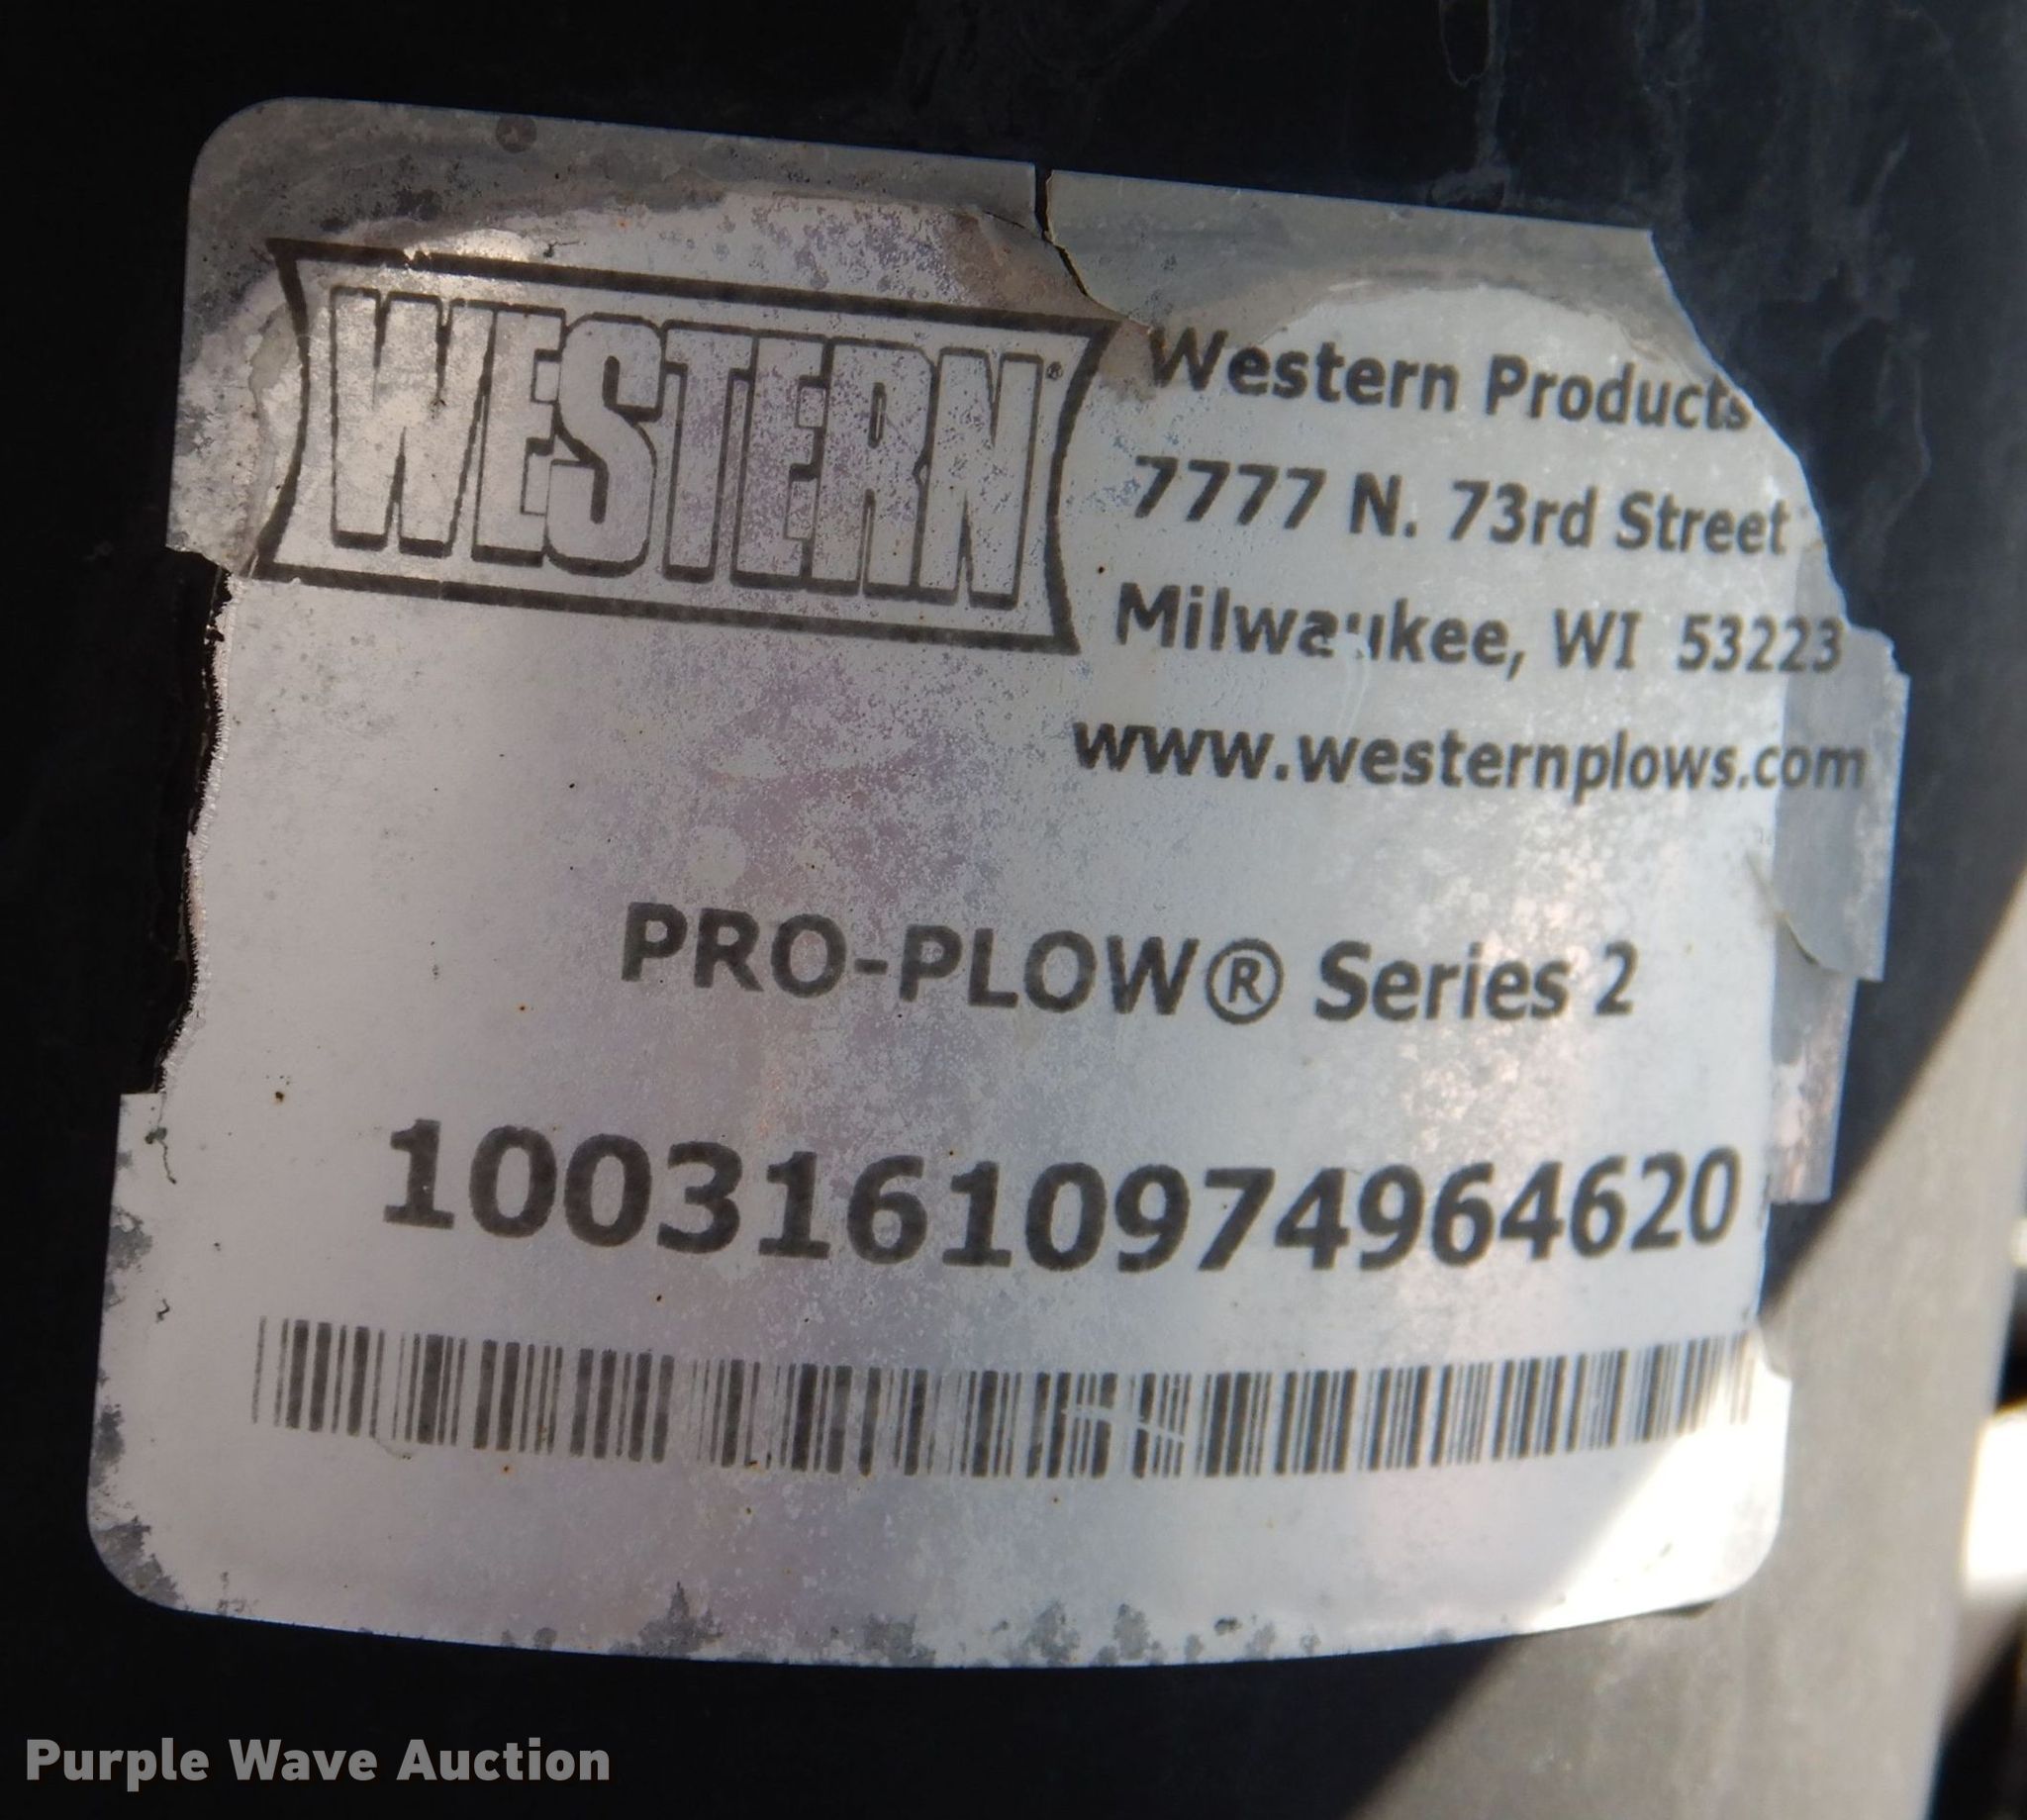 WESTERN®
Western Products
7777 N. 73rd Street
Milwaukee, WI 53223
www.westernplows.com
PRO-PLOW® Series 2
10031610974964620
Purple Wave Auction